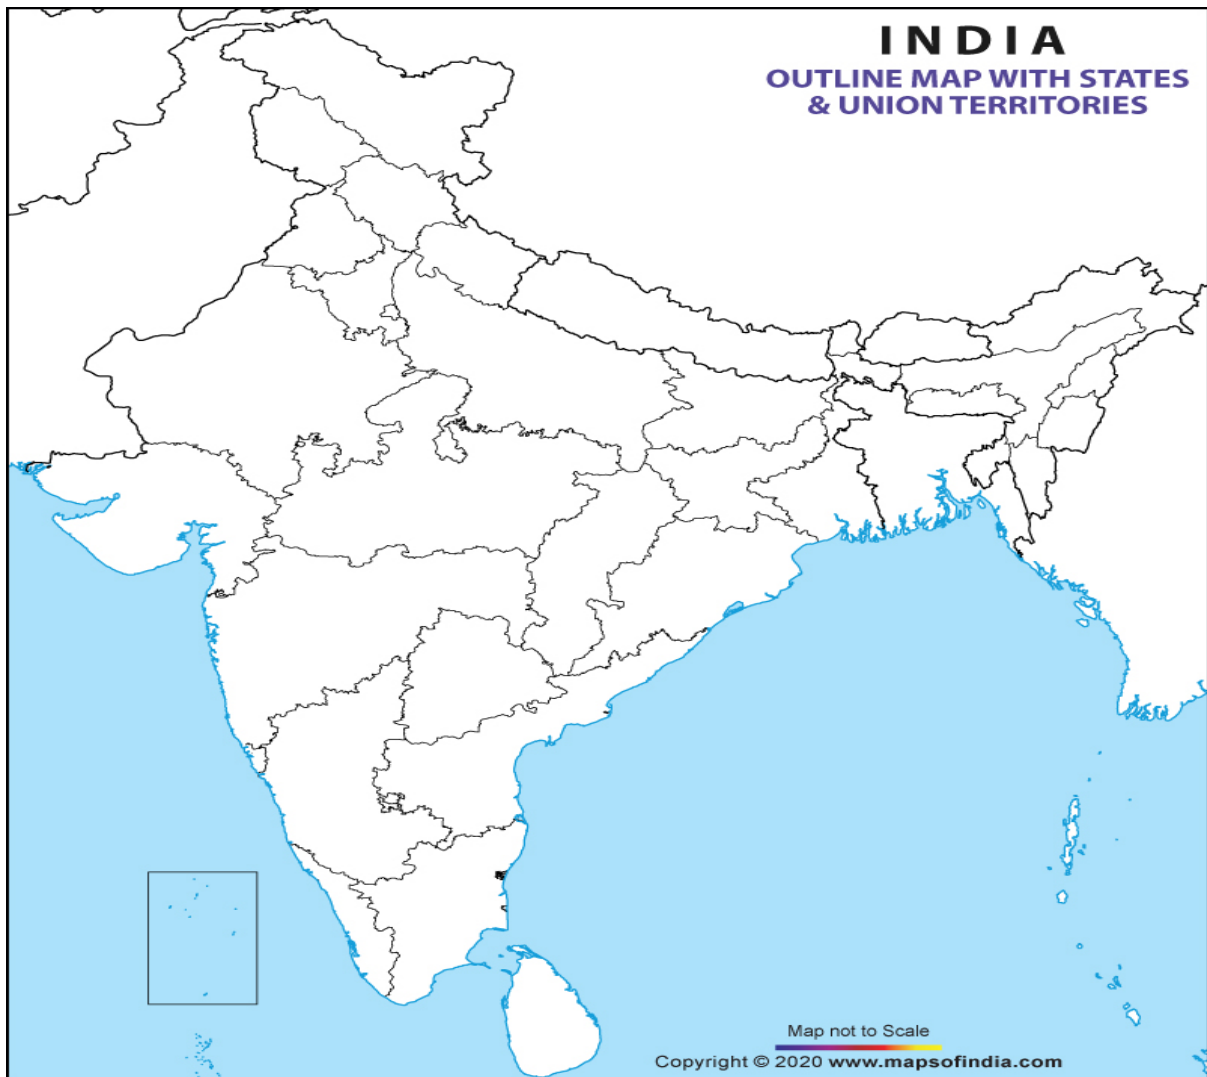 INDIA
OUTLINE MAP WITH STATES
& UNION TERRITORIES
Map not to Scale
Copyright © 2020 www.mapsofindia.com